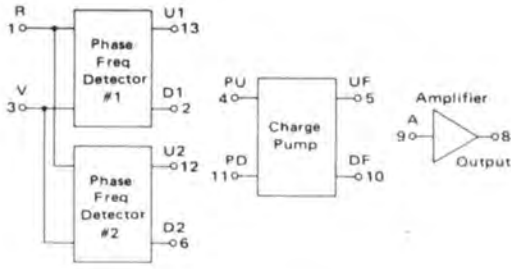 R
1
V
3
Phase
Freq
Detector
#1
U1
13
D1
2
Phase
Freq
Detector
#2
U2
12
D2
6
PU
4
PD
11
Charge
Pump
UF
5
DF
10
Amplifier
A
9
8
Output